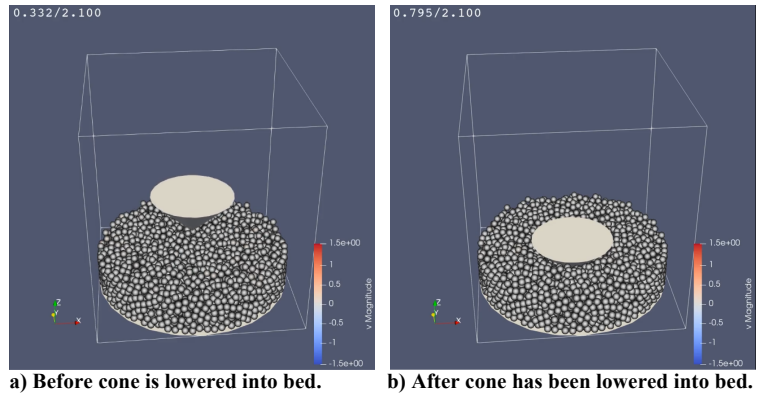 0.332/2.100
1.5e+00
1
0.5
0
-0.5
-1
-1.5e+00
v Magnitude
Z
Y
X
a) Before cone is lowered into bed.
0.795/2.100
1.5e+00
1
0.5
0
-0.5
-1
-1.5e+00
v Magnitude
Z
Y
X
b) After cone has been lowered into bed.